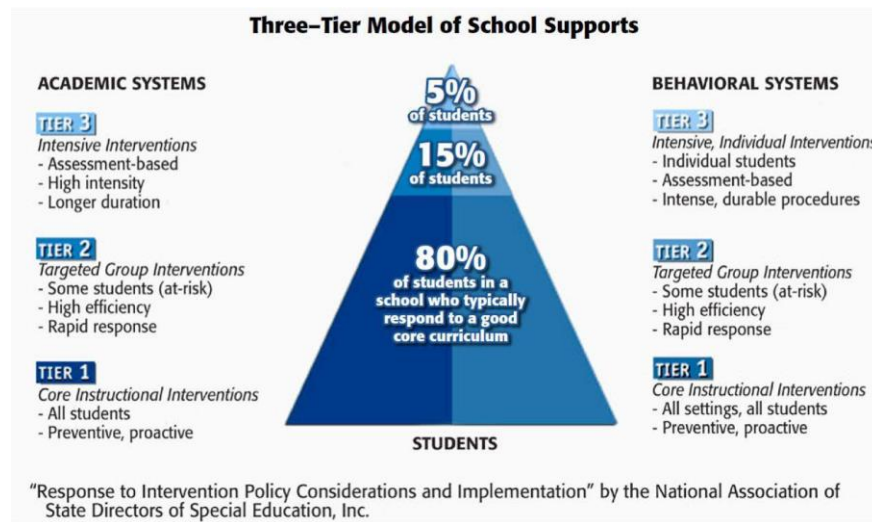 Three–Tier Model of School Supports
ACADEMIC SYSTEMS
TIER 3
Intensive Interventions
- Assessment-based
- High intensity
- Longer duration
TIER 2
Targeted Group Interventions
- Some students (at-risk)
- High efficiency
- Rapid response
TIER 1
Core Instructional Interventions
- All students
- Preventive, proactive
5%
of students
15%
of students
80%
of students in a
school who typically
respond to a good
core curriculum
STUDENTS
BEHAVIORAL SYSTEMS
TIER 3
Intensive, Individual Interventions
- Individual students
- Assessment-based
- Intense, durable procedures
TIER 2
Targeted Group Interventions
- Some students (at-risk)
- High efficiency
- Rapid response
TIER 1
Core Instructional Interventions
- All settings, all students
- Preventive, proactive
“Response to Intervention Policy Considerations and Implementation” by the National Association of
State Directors of Special Education, Inc.